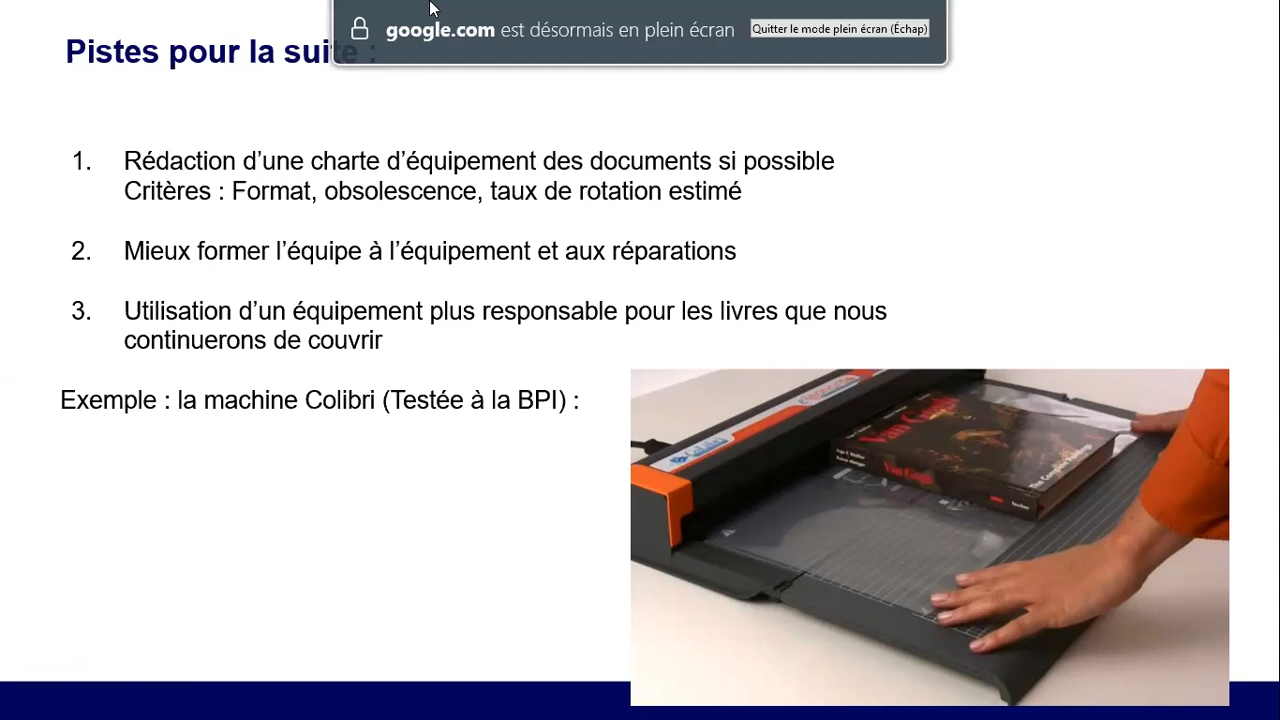 google.com est désormais en plein écran
Quitter le mode plein écran (Échap)
Pistes pour la suite :
1. Rédaction d’une charte d’équipement des documents si possible
Critères : Format, obsolescence, taux de rotation estimé
2. Mieux former l’équipe à l’équipement et aux réparations
3. Utilisation d’un équipement plus responsable pour les livres que nous
continuerons de couvrir
Exemple : la machine Colibri (Testée à la BPI) :
Van Gogh
Van Gogh